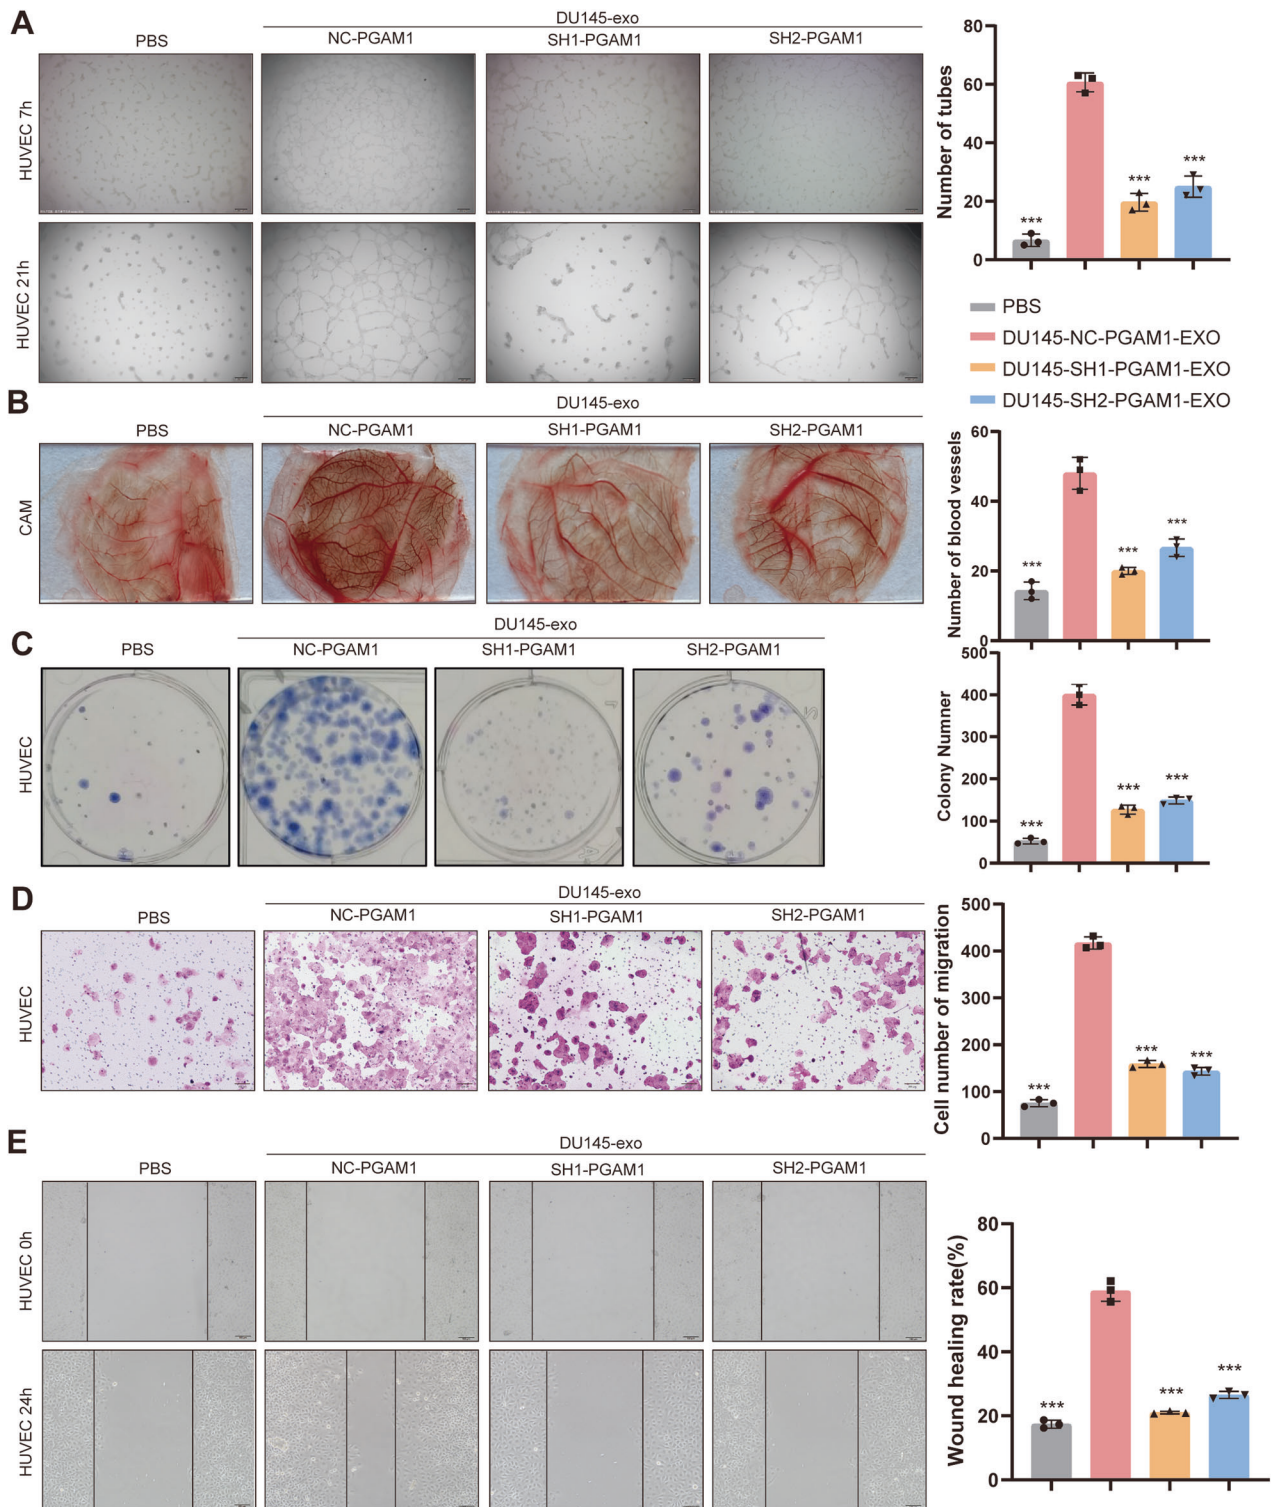 A
DU145-exo
PBS
NC-PGAM1
SH1-PGAM1
SH2-PGAM1
HUVEC 7h
HUVEC 21h
Number of tubes
80
60
40
20
0
***
***
***
PBS
DU145-NC-PGAM1-EXO
DU145-SH1-PGAM1-EXO
DU145-SH2-PGAM1-EXO
B
DU145-exo
PBS
NC-PGAM1
SH1-PGAM1
SH2-PGAM1
CAM
Number of blood vessels
60
40
20
0
***
***
***
C
DU145-exo
PBS
NC-PGAM1
SH1-PGAM1
SH2-PGAM1
HUVEC
Colony Numner
500
400
300
200
100
0
***
***
***
D
DU145-exo
PBS
NC-PGAM1
SH1-PGAM1
SH2-PGAM1
HUVEC
Cell number of migration
500
400
300
200
100
0
***
***
***
E
DU145-exo
PBS
NC-PGAM1
SH1-PGAM1
SH2-PGAM1
HUVEC 0h
HUVEC 24h
Wound healing rate(%)
80
60
40
20
0
***
***
***